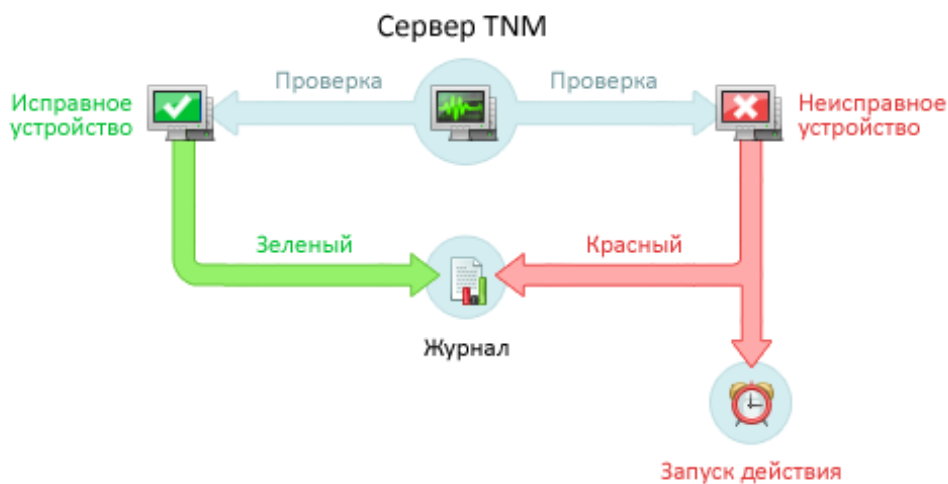 Сервер TNM
Проверка
Проверка
Исправное
устройство
Неисправное
устройство
Зеленый
Красный
Журнал
Запуск действия